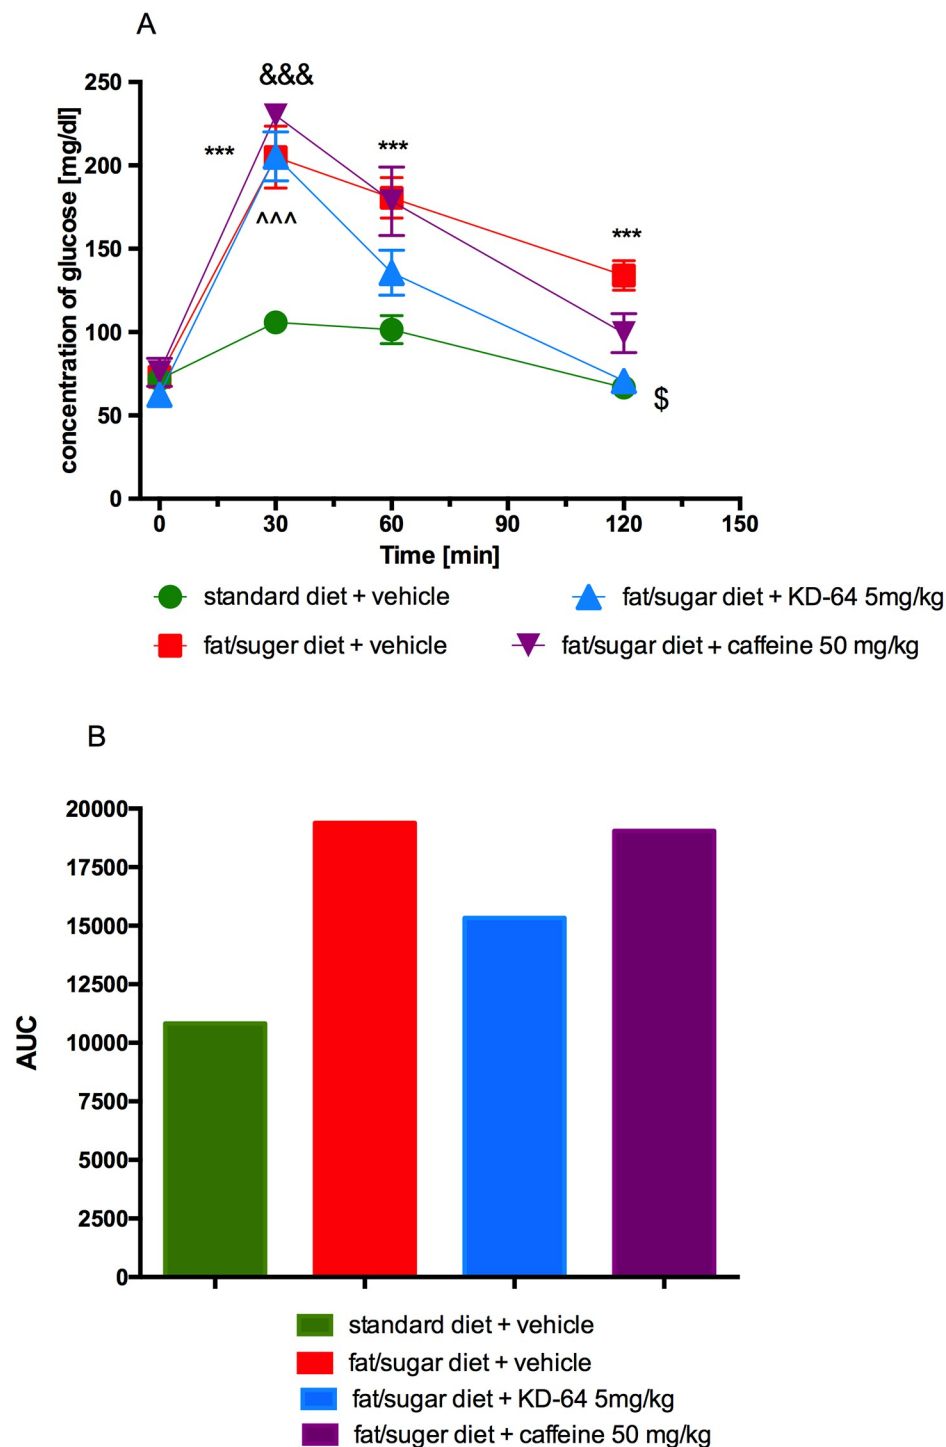 A
&&&
250
200
150
100
50
0
***
***
^^^
***
$
concentration of glucose [mg/dl]
0 30 60 90 120 150
Time [min]
standard diet + vehicle
fat/sugar diet + KD-64 5mg/kg
fat/suger diet + vehicle
fat/sugar diet + caffeine 50 mg/kg
B
20000
17500
15000
12500
10000
7500
5000
2500
0
AUC
standard diet + vehicle
fat/sugar diet + vehicle
fat/sugar diet + KD-64 5mg/kg
fat/suger diet + caffeine 50 mg/kg